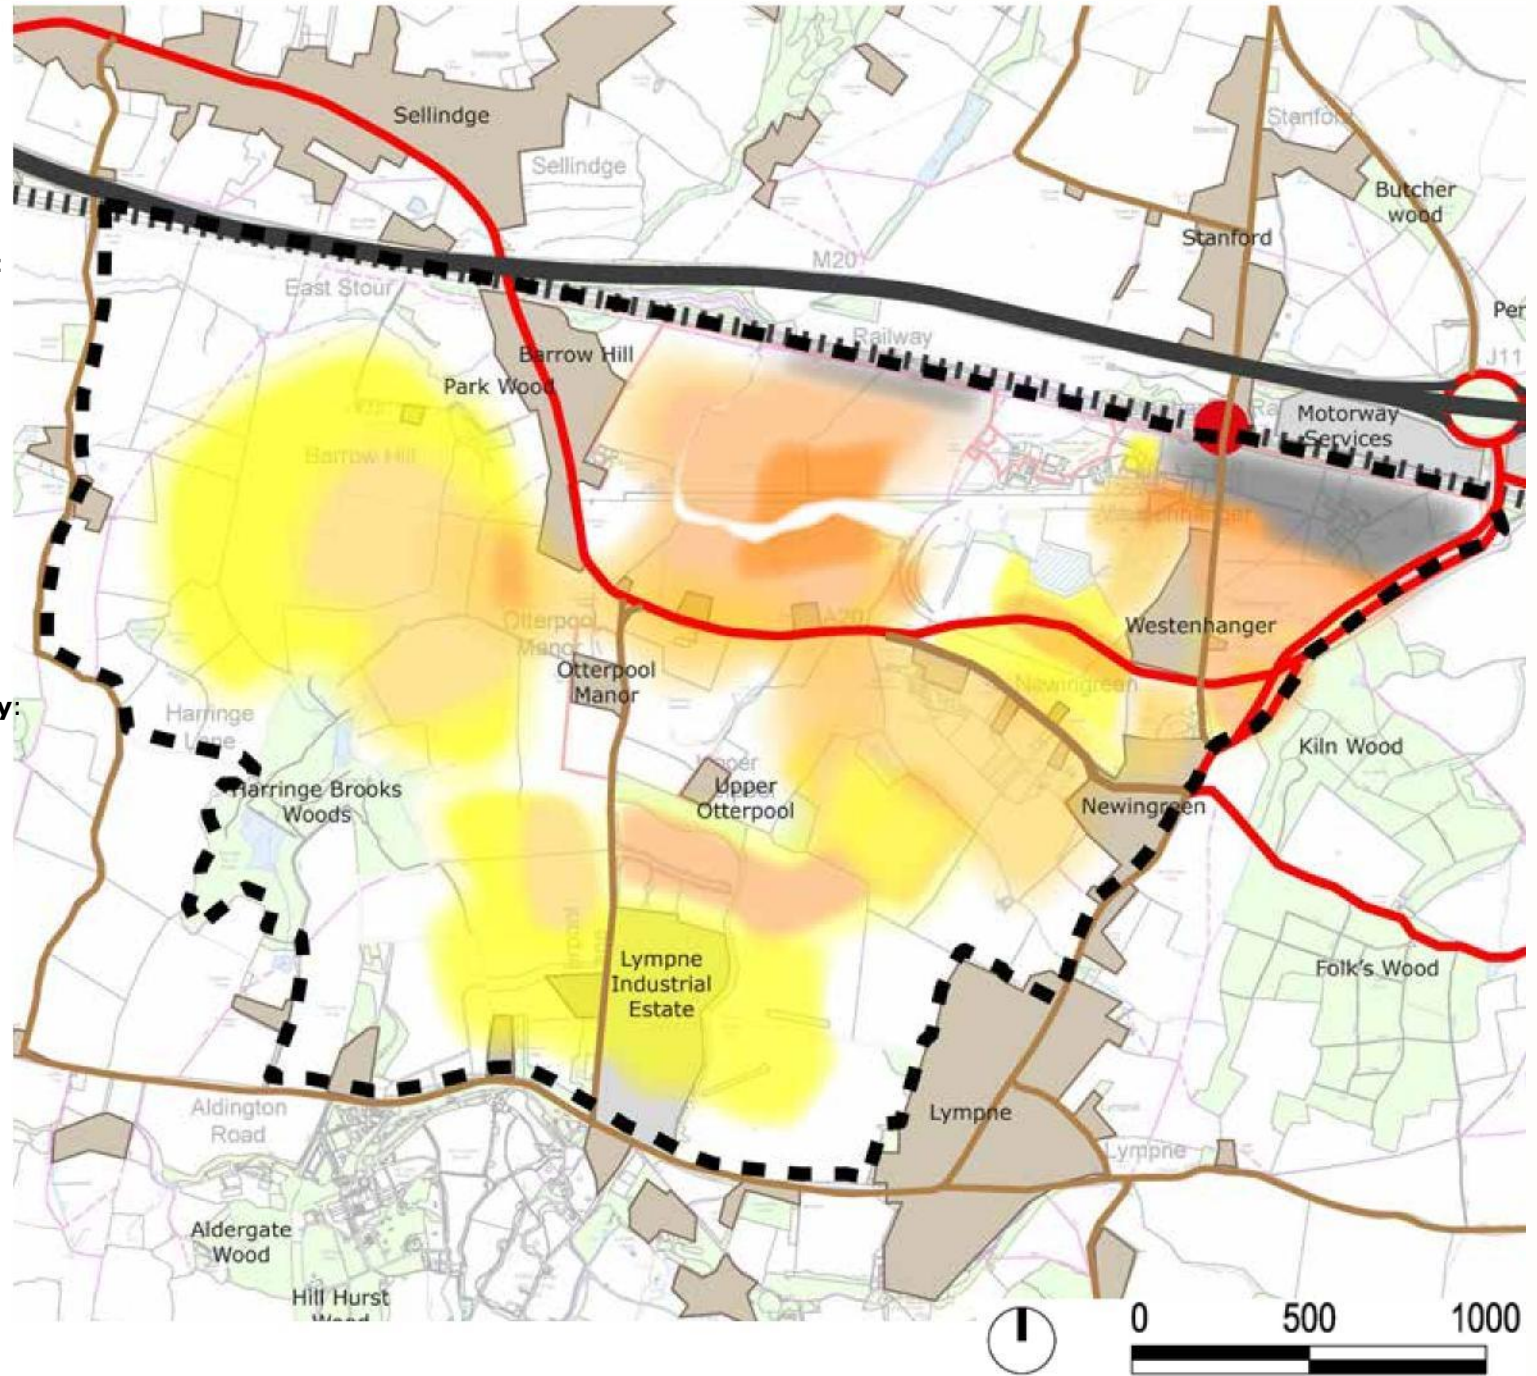 Sellindge
Sellindge
Stanford
Butcher
wood
Stanford
M20
East Stour
Per
Railway
J11
Barrow Hill
Park Wood
Motorway
Services
Barrow Hill
Westenhanger
Westenhanger
Otterpool
Manor
A20
Otterpool
Manor
Newingreen
y:
Harringe
Lane
Kiln Wood
Upper
Upper
Otterpool
Harringe Brooks
Woods
Newingreen
Lympne
Industrial
Estate
Folk's Wood
Aldington
Road
Lympne
Lympne
Aldergate
Wood
Hill Hurst
Wood
0 500 1000